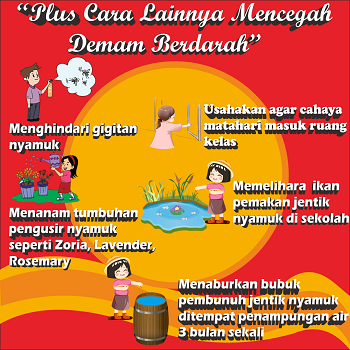 “Plus Cara Lainnya Mencegah
Demam Berdarah”
Menghindari gigitan
nyamuk
Usahakan agar cahaya
matahari masuk ruang
kelas
Menanam tumbuhan
pengusir nyamuk
seperti Zoria, Lavender,
Rosemary
Memelihara ikan
pemakan jentik
nyamuk di sekolah
Menaburkan bubuk
pembunuh jentik nyamuk
ditempat penampungan air
3 bulan sekali